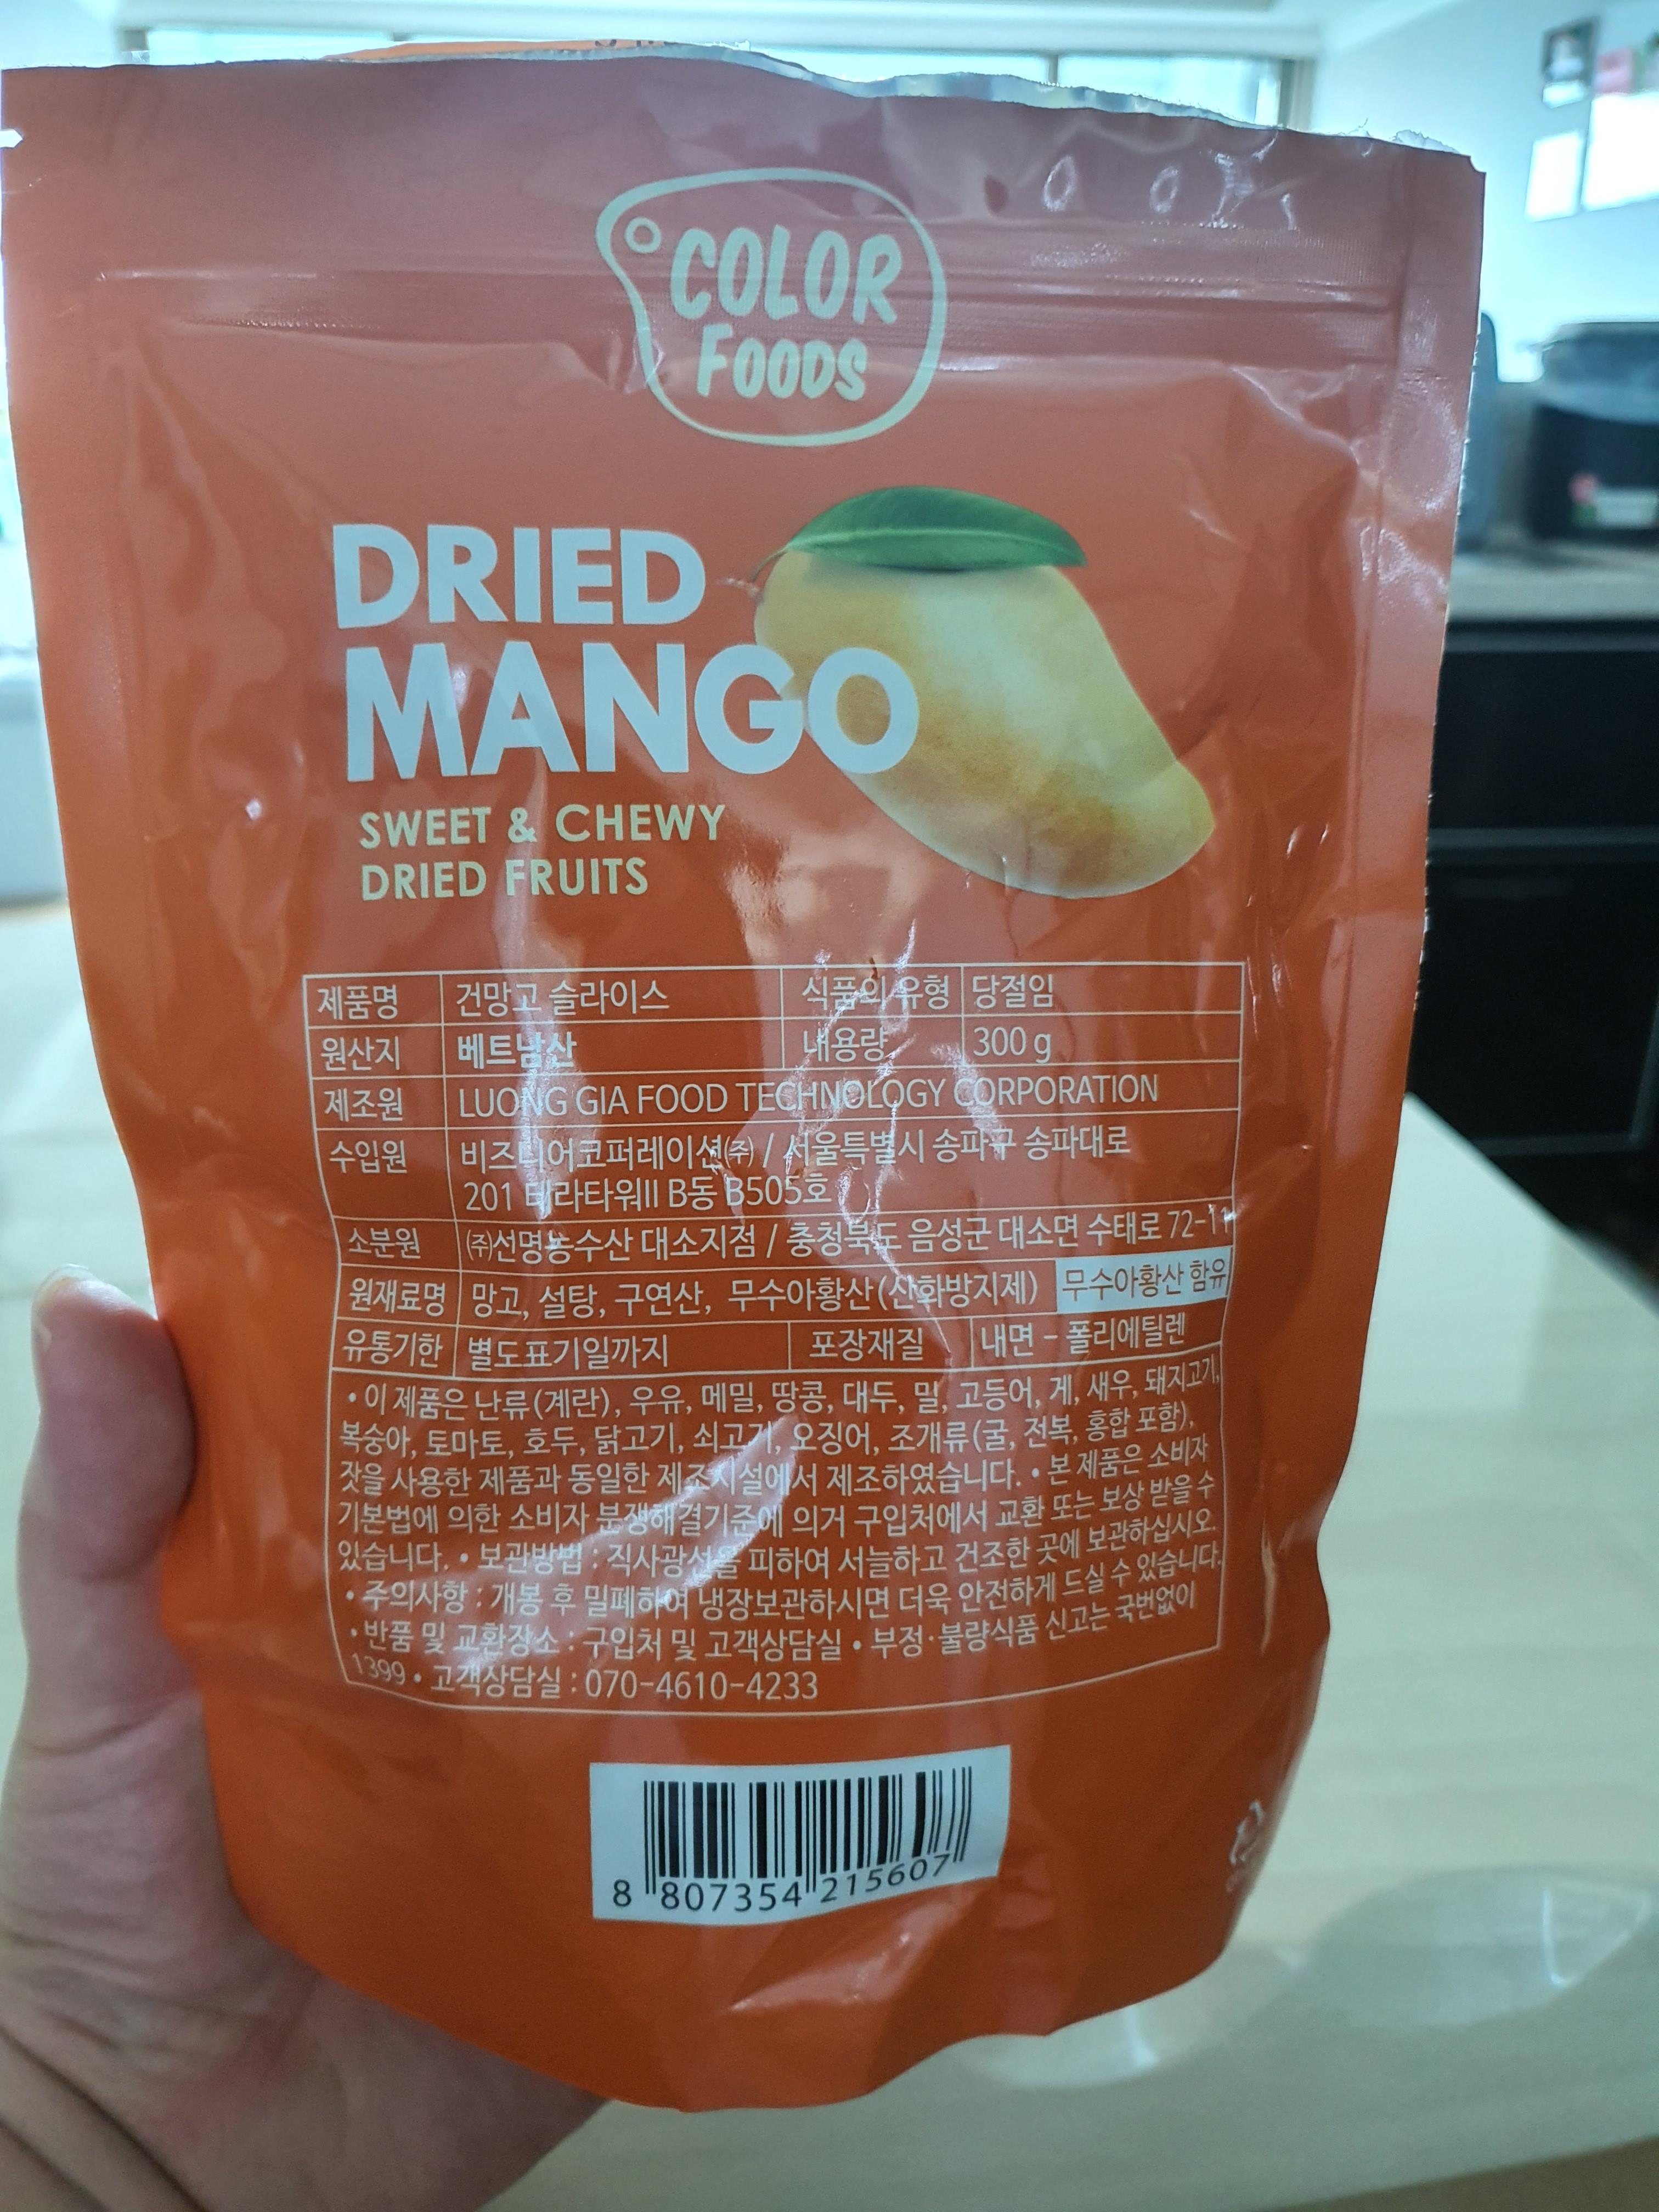 COLOR
FOODS
DRIED
MANGO
SWEET & CHEWY
DRIED FRUITS
제품명 건망고 슬라이스 식품의 유형 당절임
원산지 베트남산 내용량 300 g
제조원 LUONG GIA FOOD TECHNOLOGY CORPORATION
수입원 비즈니어코퍼레이션㈜ / 서울특별시 송파구 송파대로
201 테라타워II B동 B505호
소분원 ㈜선명농수산 대소지점 / 충청북도 음성군 대소면 수태로 72-11
원재료명 망고, 설탕, 구연산, 무수아황산(산화방지제) 무수아황산 함유
유통기한 별도표기일까지 포장재질 내면 - 폴리에틸렌
• 이 제품은 난류(계란), 우유, 메밀, 땅콩, 대두, 밀, 고등어, 게, 새우, 돼지고기,
복숭아, 토마토, 호두, 닭고기, 쇠고기, 오징어, 조개류(굴, 전복, 홍합 포함),
잣을 사용한 제품과 동일한 제조시설에서 제조하였습니다. • 본 제품은 소비자
기본법에 의한 소비자 분쟁해결기준에 의거 구입처에서 교환 또는 보상 받을 수
있습니다. • 보관방법 : 직사광선을 피하여 서늘하고 건조한 곳에 보관하십시오.
• 주의사항 : 개봉 후 밀폐하여 냉장보관하시면 더욱 안전하게 드실 수 있습니다.
• 반품 및 교환장소 : 구입처 및 고객상담실 • 부정·불량식품 신고는 국번없이
1399 • 고객상담실 : 070-4610-4233
8 807354 215607